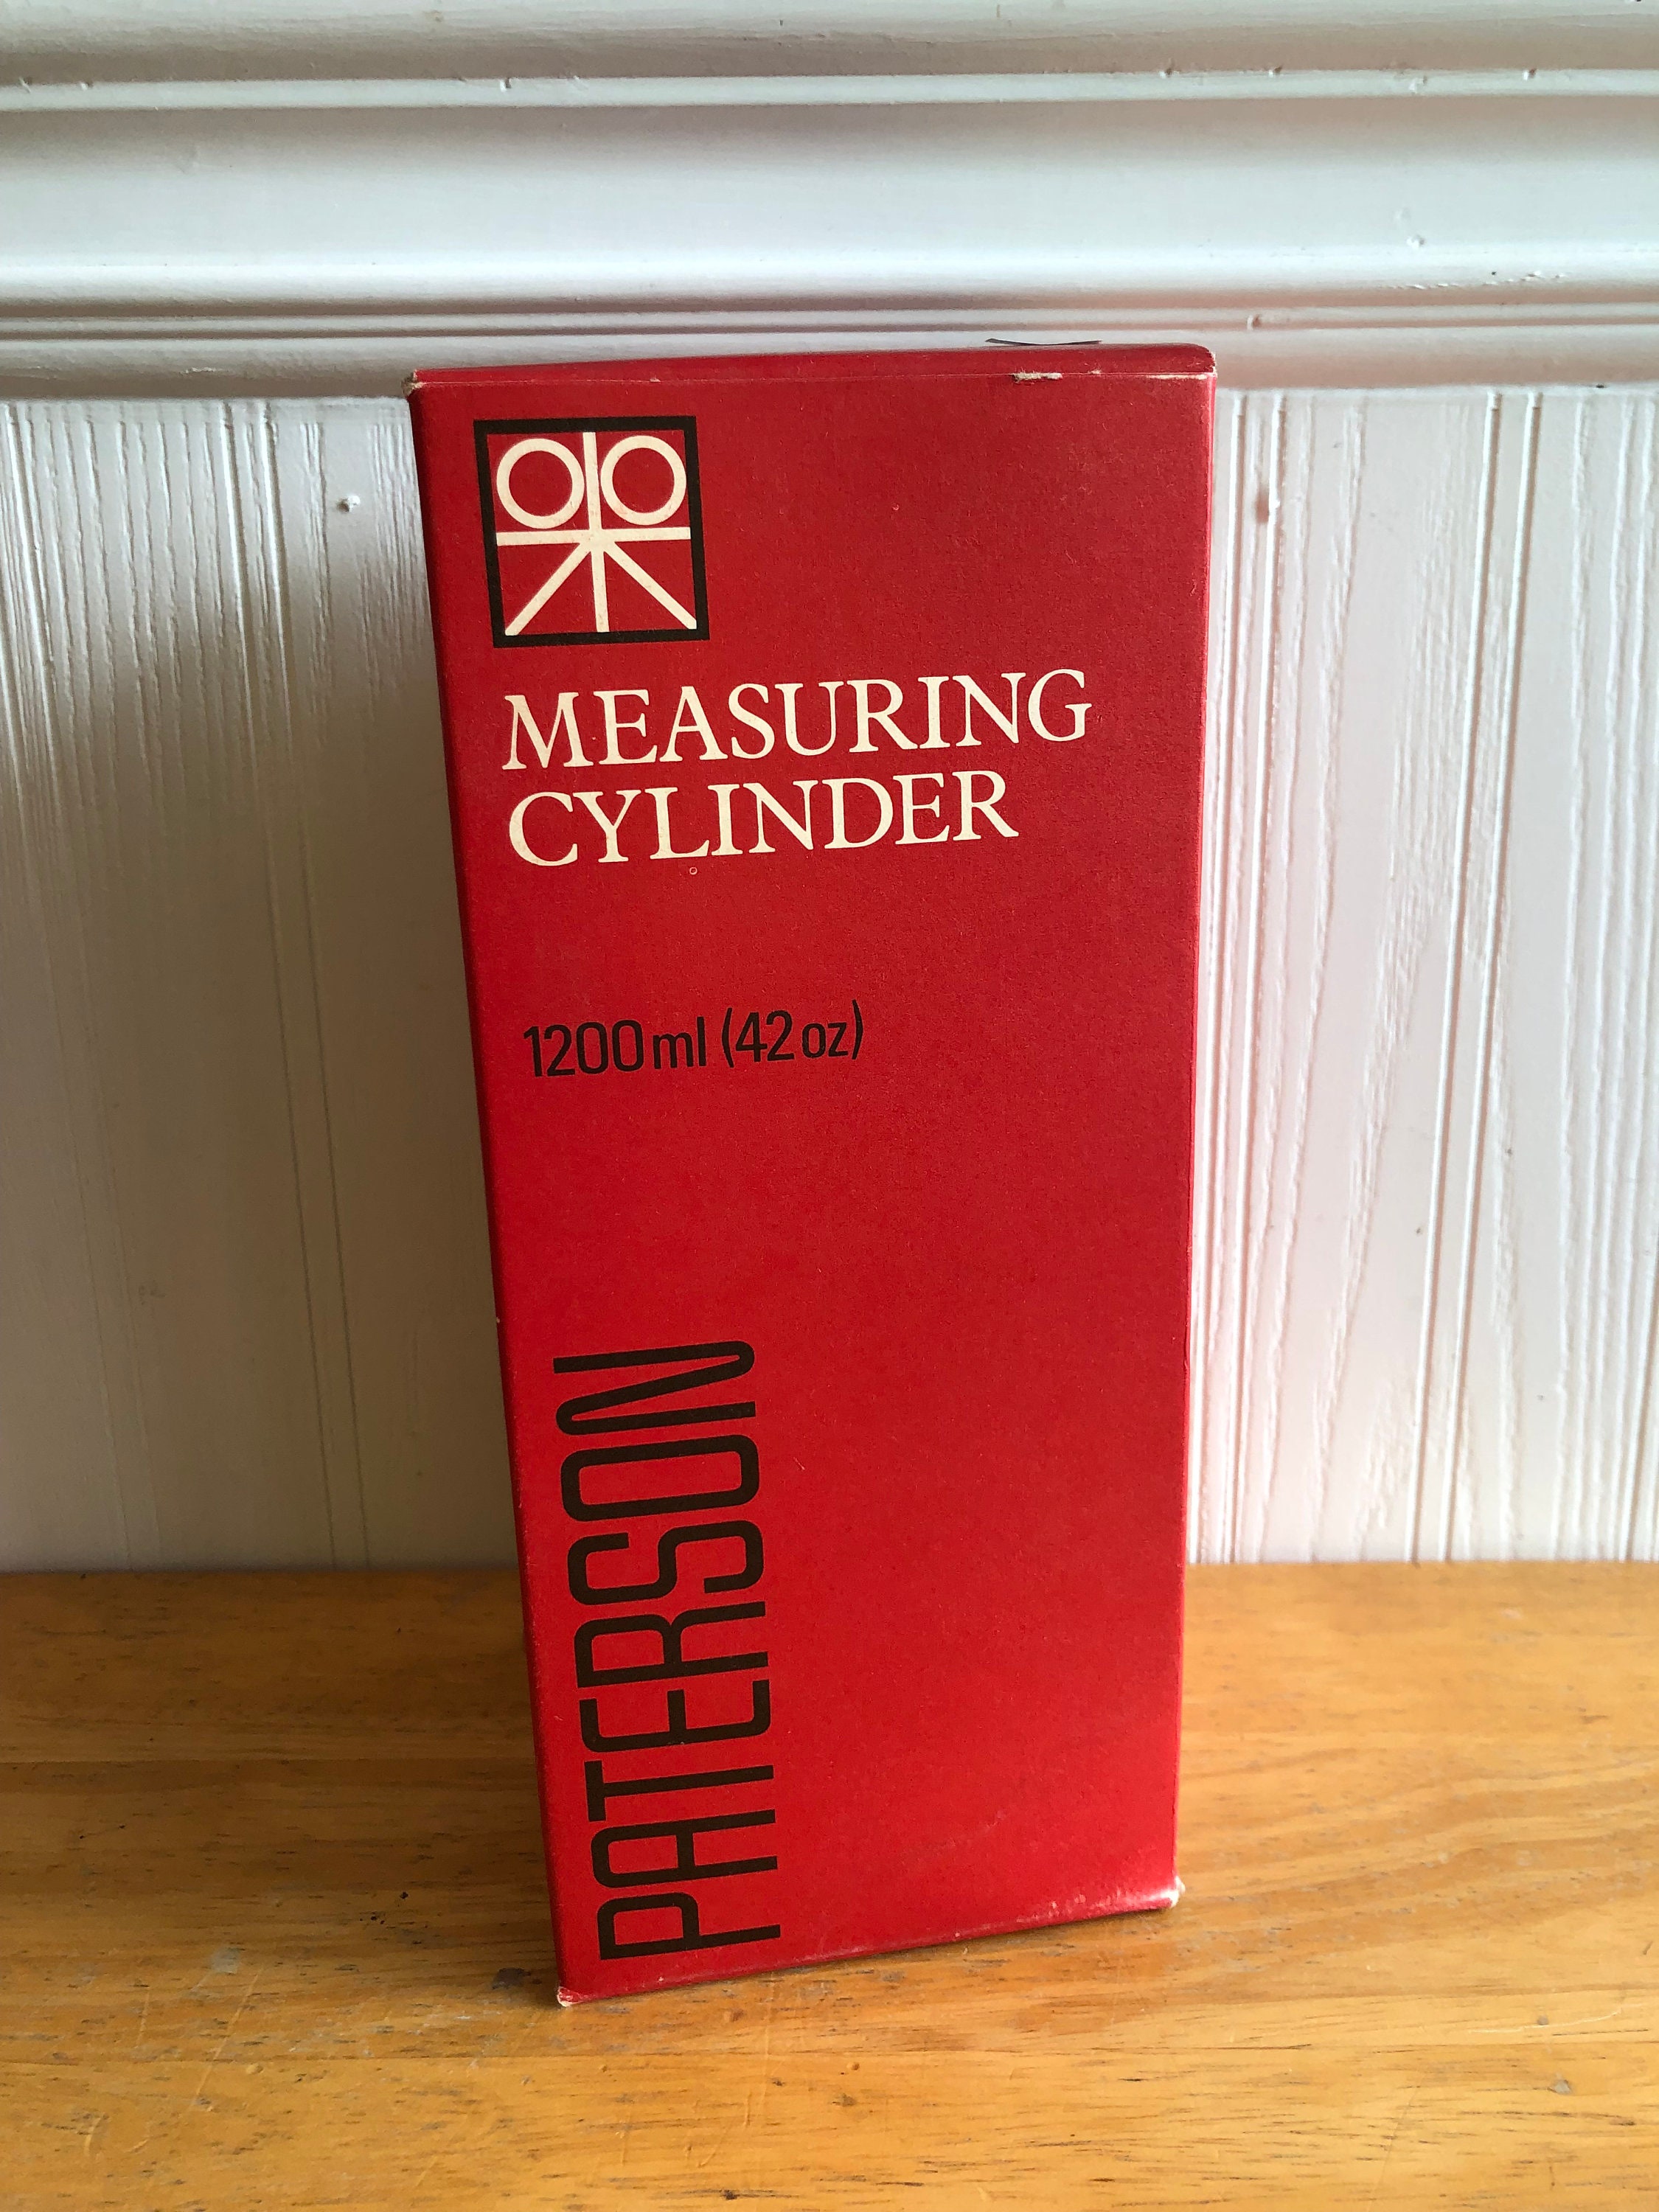 MEASURING
CYLINDER
1200ml (42oz)
PATERSON